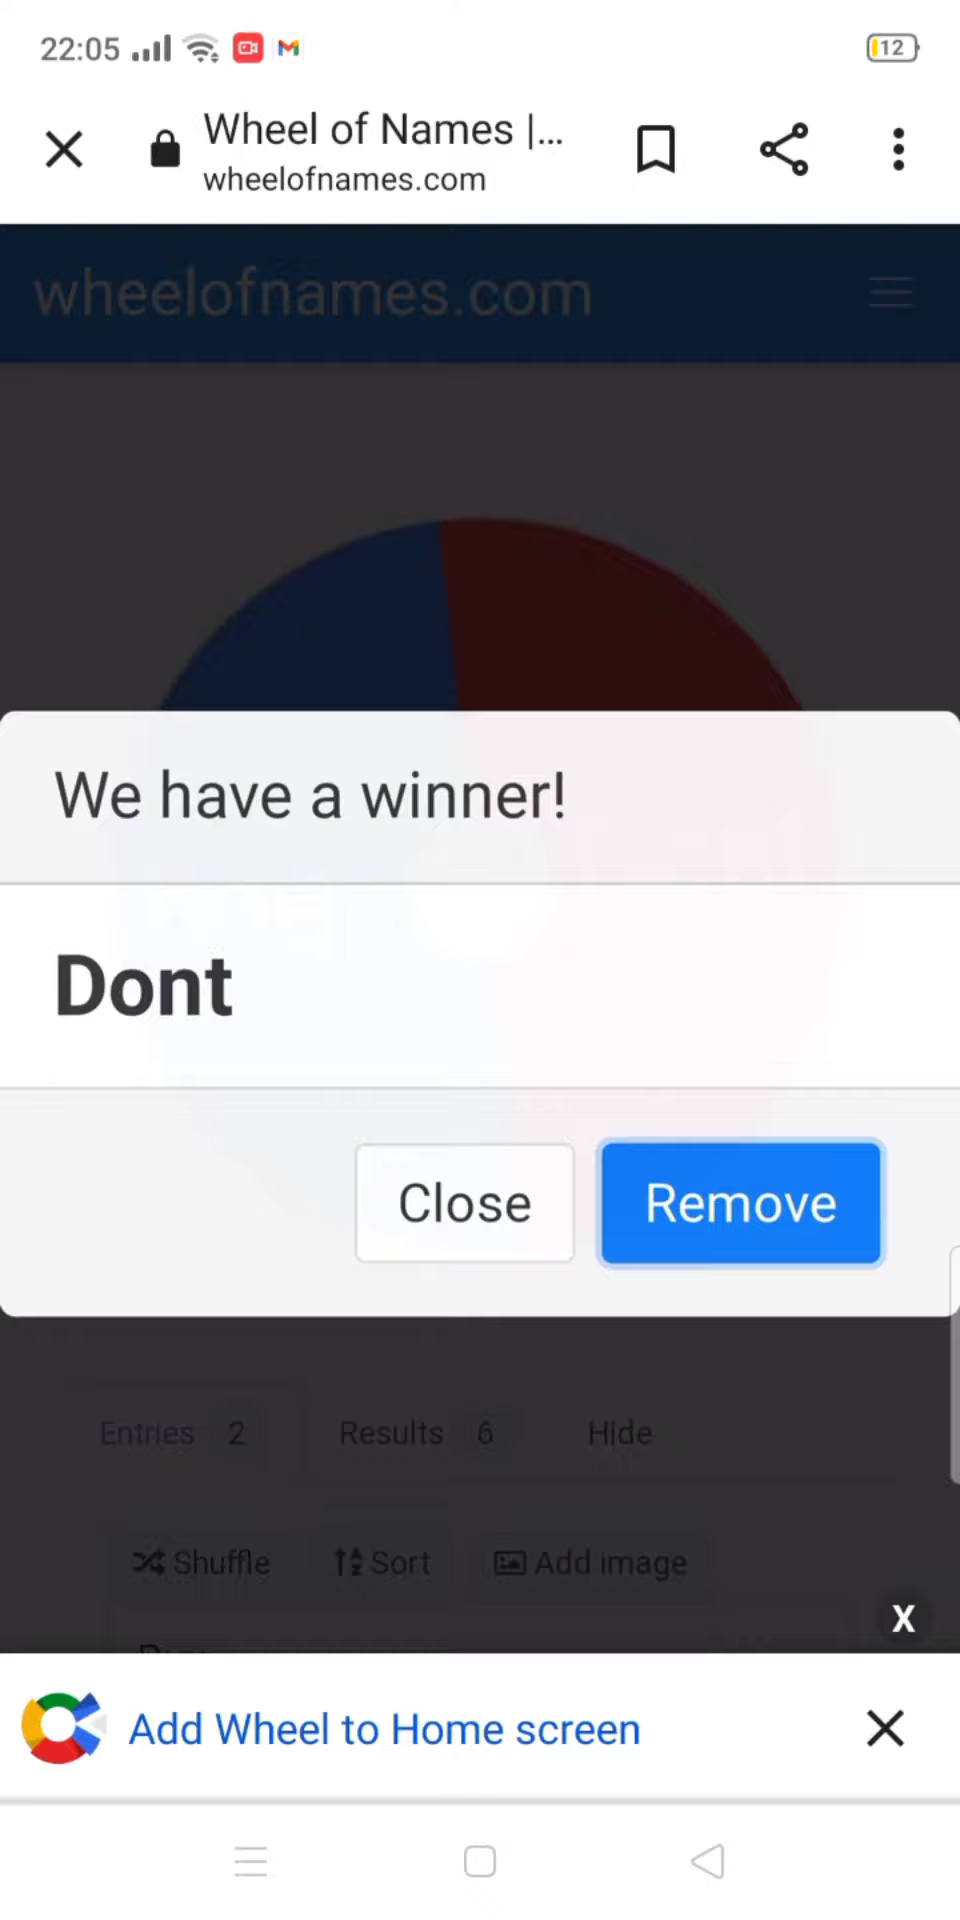 22:05
12
Wheel of Names |...
wheelofnames.com
wheelofnames.com
We have a winner!
Dont
Close
Remove
Entries 2
Results 6
Hide
Shuffle
Sort
Add image
X
Add Wheel to Home screen